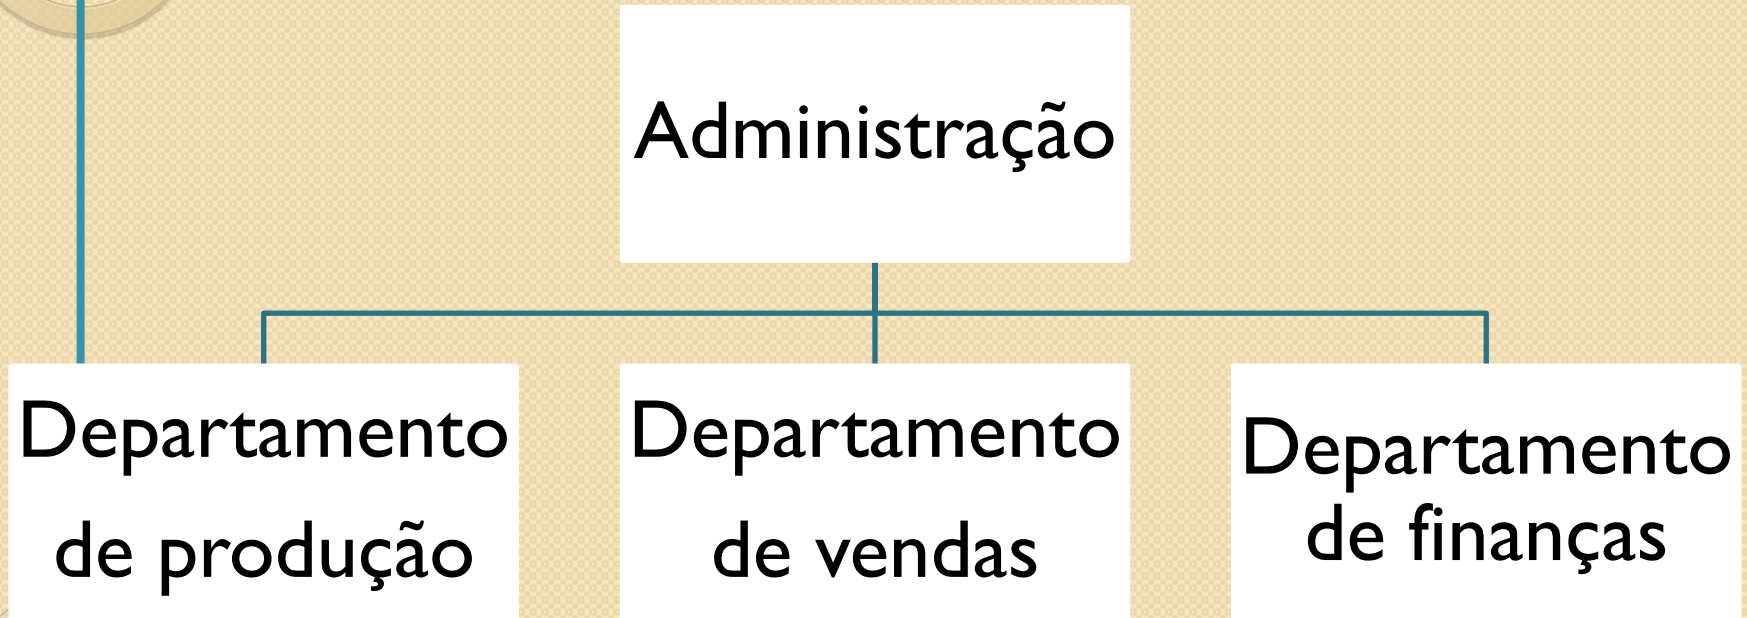 Administração
Departamento
de produção
Departamento
de vendas
Departamento
de finanças